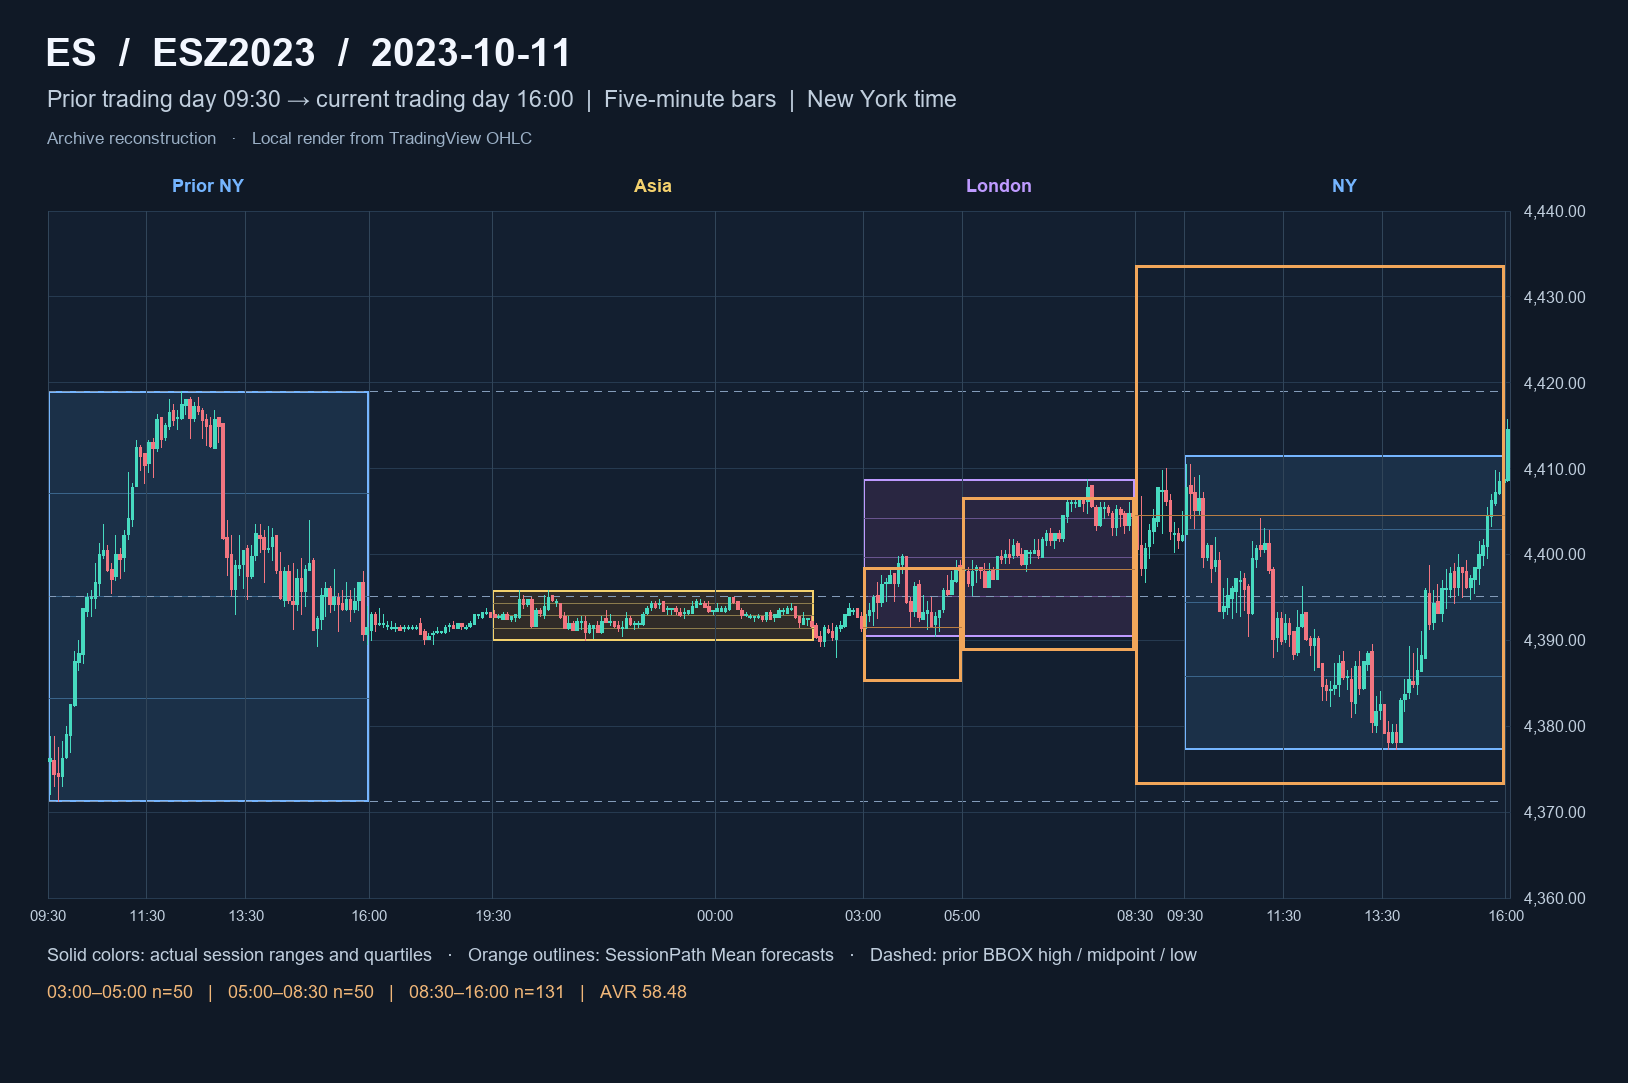 ES / ESZ2023 / 2023-10-11
Prior trading day 09:30 → current trading day 16:00 | Five-minute bars | New York time
Archive reconstruction · Local render from TradingView OHLC
Prior NY Asia London NY
4,440.00
4,430.00
4,420.00
4,410.00
4,400.00
4,390.00
4,380.00
4,370.00
4,360.00
09:30 11:30 13:30 16:00 19:30 00:00 03:00 05:00 08:30 09:30 11:30 13:30 16:00
Solid colors: actual session ranges and quartiles · Orange outlines: SessionPath Mean forecasts · Dashed: prior BBOX high / midpoint / low
03:00–05:00 n=50 | 05:00–08:30 n=50 | 08:30–16:00 n=131 | AVR 58.48